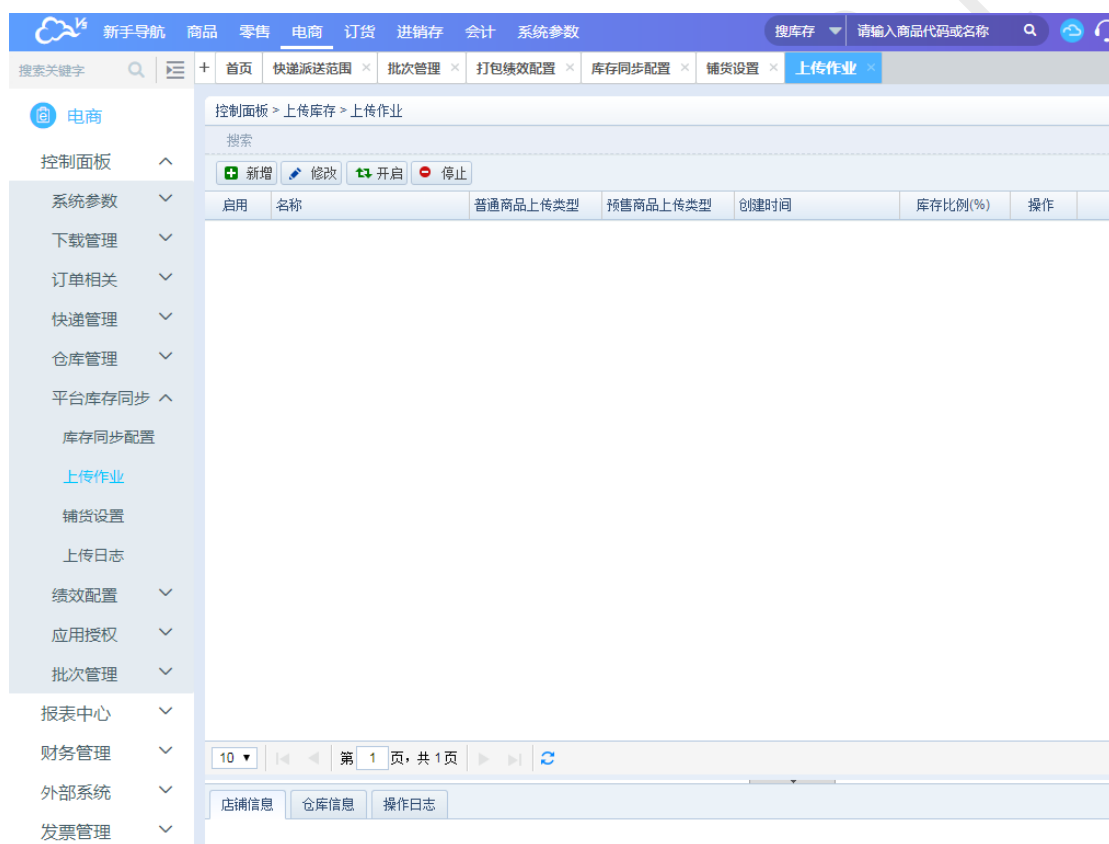 V5 新手导航 商品 零售 电商 订货 进销存 会计 系统参数 搜库存 请输入商品代码或名称
搜索关键字 + 首页 快递派送范围 × 批次管理 × 打包绩效配置 × 库存同步配置 × 铺货设置 × 上传作业 ×
电商
控制面板 > 上传库存 > 上传作业
搜索
控制面板
新增 修改 开启 停止
系统参数
启用 名称 普通商品上传类型 预售商品上传类型 创建时间 库存比例(%) 操作
下载管理
订单相关
快递管理
仓库管理
平台库存同步
库存同步配置
上传作业
铺货设置
上传日志
绩效配置
应用授权
批次管理
报表中心
财务管理
10 第 1 页,共 1 页
外部系统
店铺信息 仓库信息 操作日志
发票管理